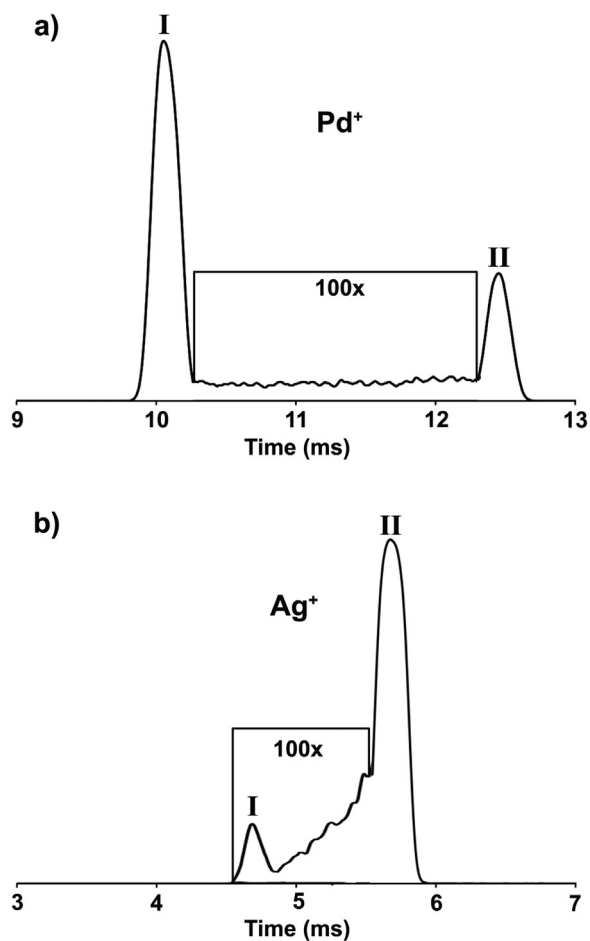 a)
I
Pd⁺
II
100x
9 10 11 12 13
Time (ms)
b)
II
Ag⁺
100x
I
3 4 5 6 7
Time (ms)